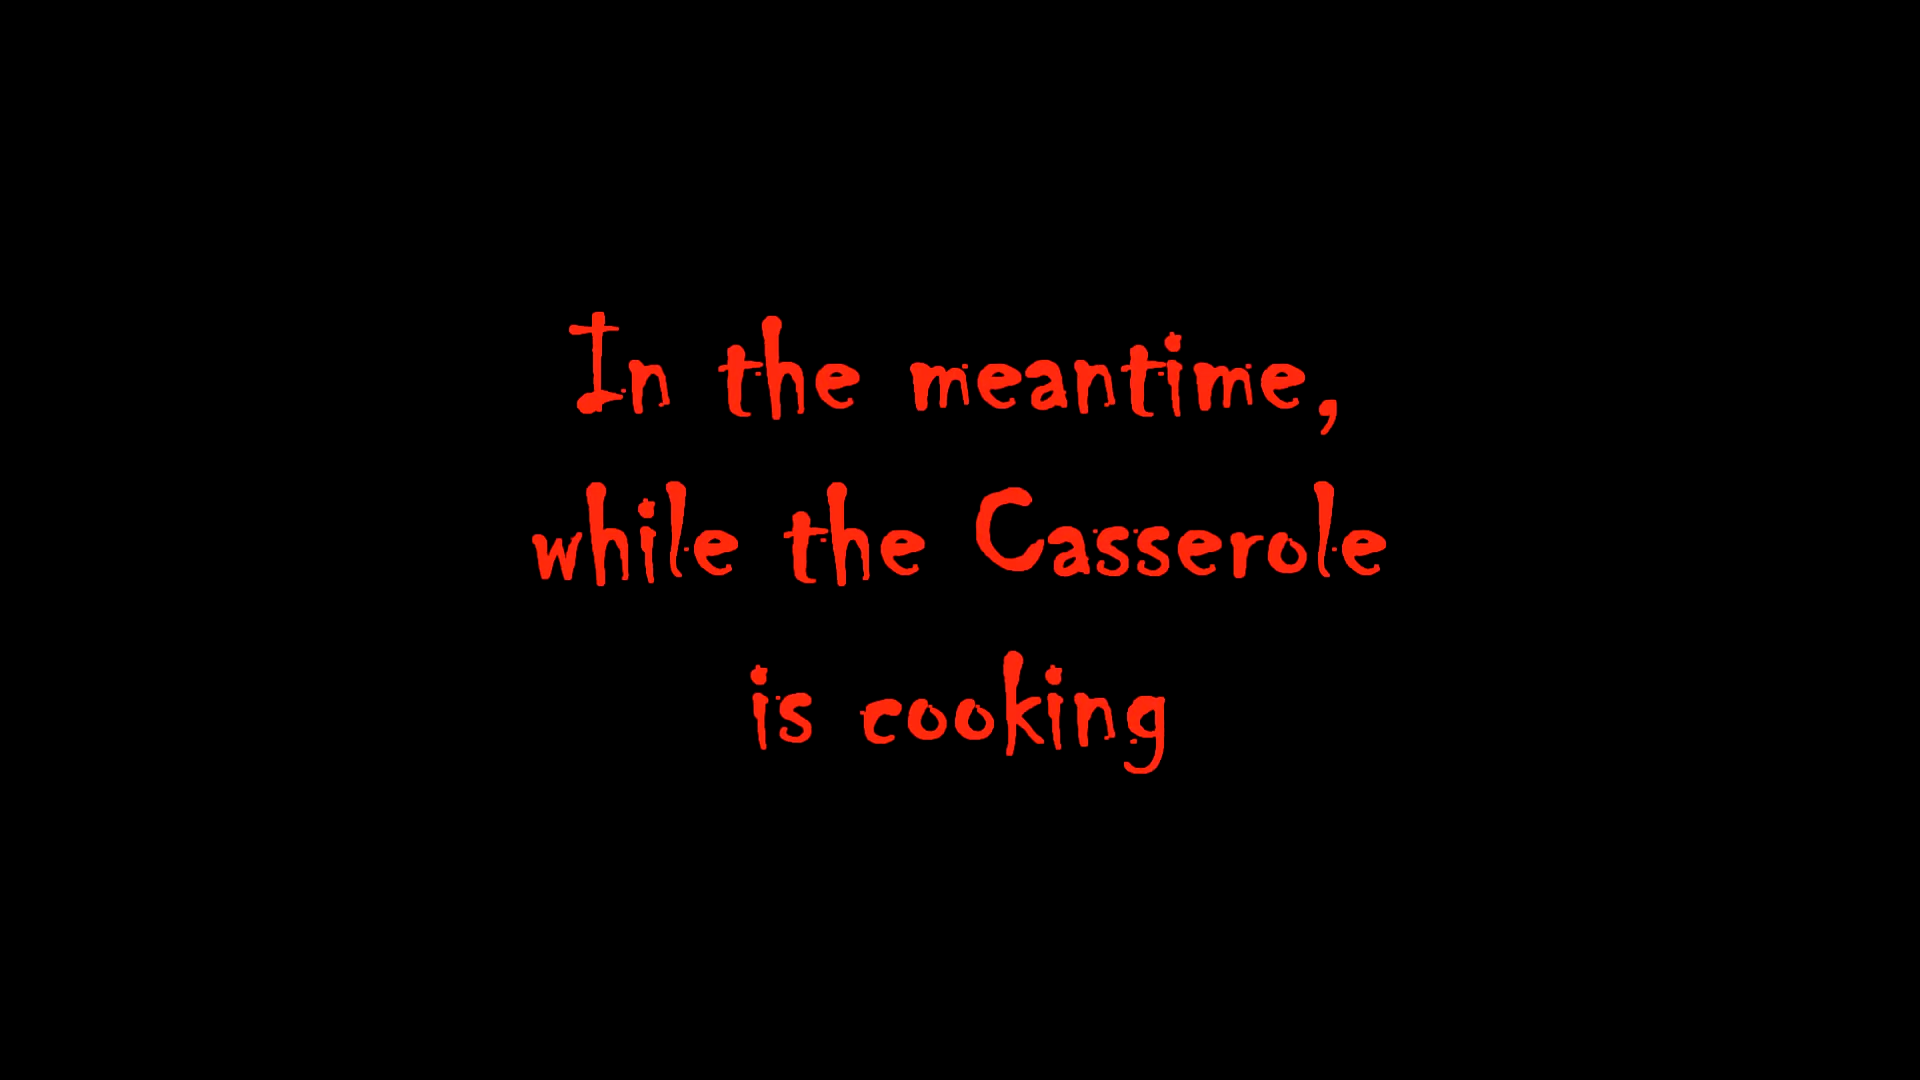 In the meantime,
while the Casserole
is cooking